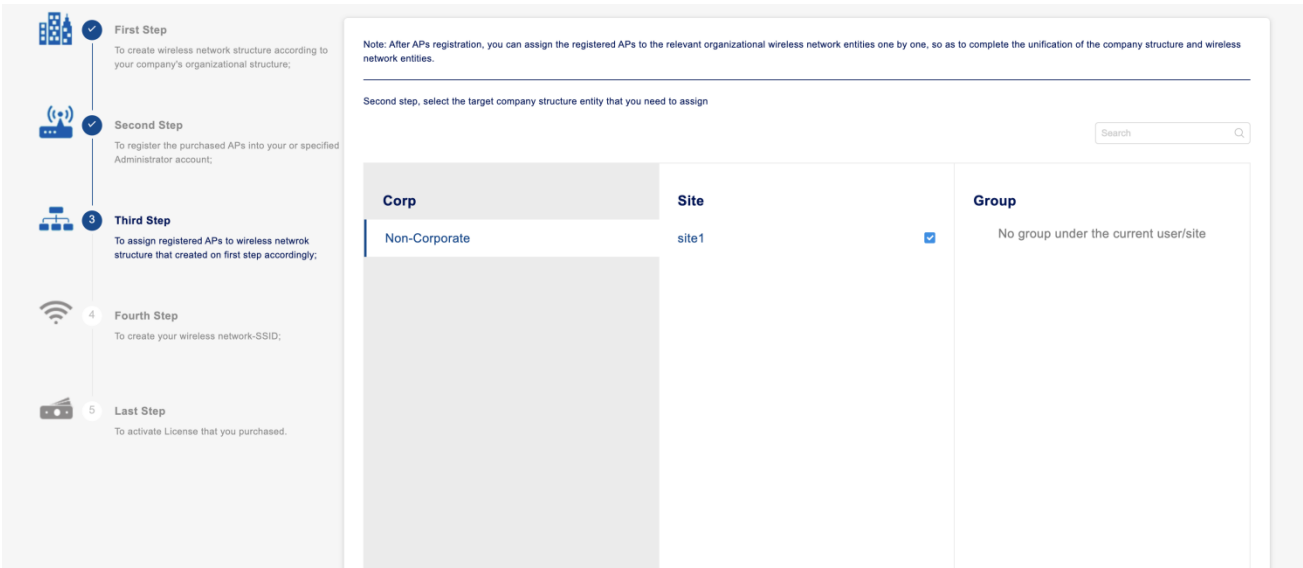 First Step
To create wireless network structure according to
your company's organizational structure;
Second Step
To register the purchased APs into your or specified
Administrator account;
3
Third Step
To assign registered APs to wireless netwrok
structure that created on first step accordingly;
4
Fourth Step
To create your wireless network-SSID;
5
Last Step
To activate License that you purchased.
Note: After APs registration, you can assign the registered APs to the relevant organizational wireless network entities one by one, so as to complete the unification of the company structure and wireless
network entities.
Second step, select the target company structure entity that you need to assign
Search
Corp
Non-Corporate
Site
site1
Group
No group under the current user/site